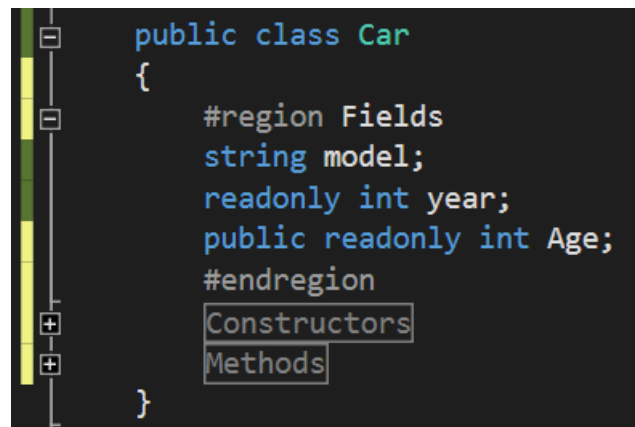 public class Car
{
#region Fields
string model;
readonly int year;
public readonly int Age;
#endregion
Constructors
Methods
}